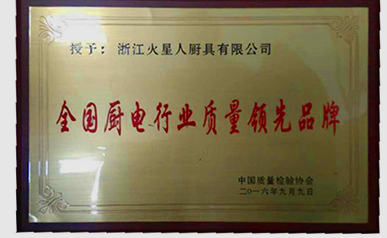 授予：浙江火星人厨具有限公司
全国厨电行业质量领先品牌
中国质量检验协会
二〇一六年九月九日